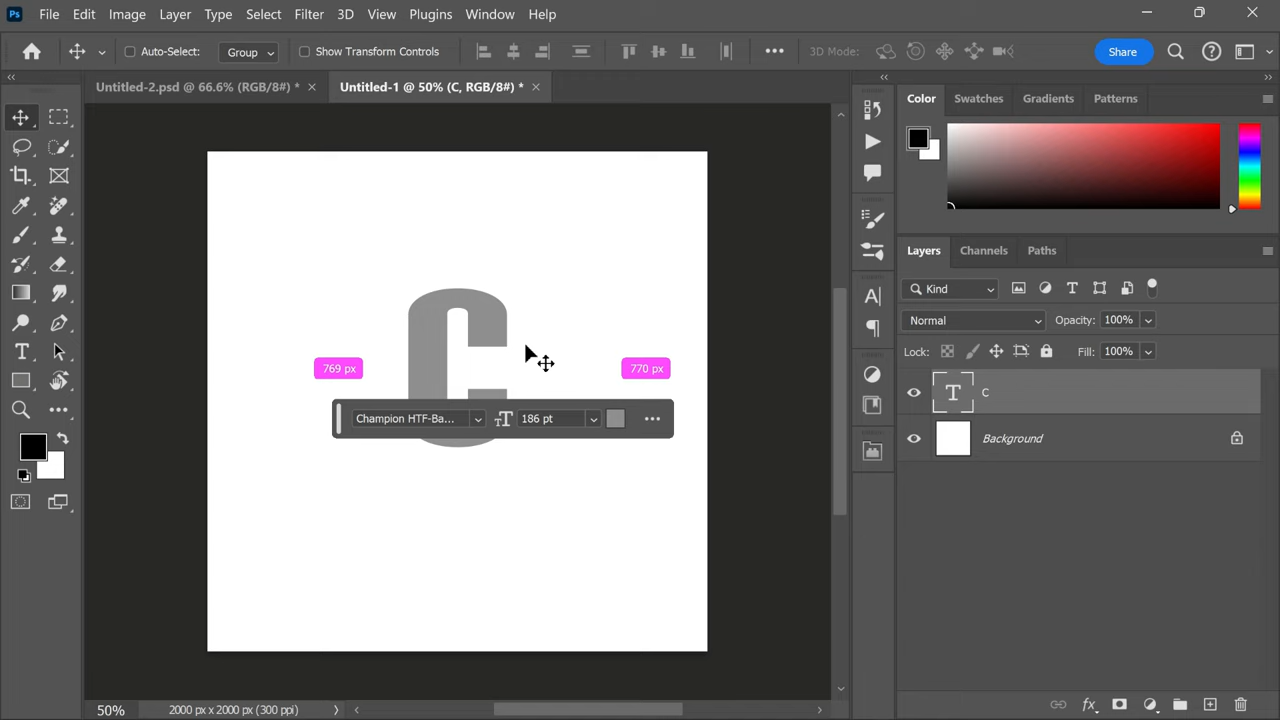 Ps File Edit Image Layer Type Select Filter 3D View Plugins Window Help
Auto-Select: Group Show Transform Controls 3D Mode: Share
Untitled-2.psd @ 66.6% (RGB/8#) * Untitled-1 @ 50% (C, RGB/8#) *
Color Swatches Gradients Patterns
Layers Channels Paths
Kind
Normal Opacity: 100%
Lock: Fill: 100%
C
769 px 770 px
C
Champion HTF-Ba... 186 pt
Background
50% 2000 px x 2000 px (300 ppi)